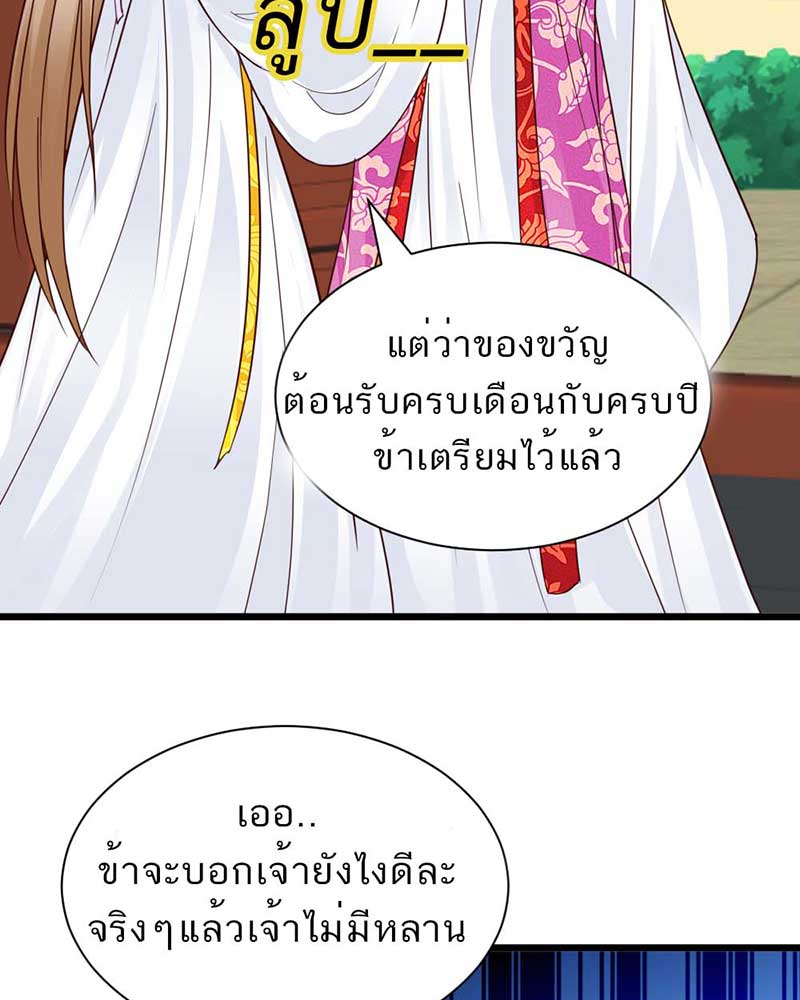 ลูบ__
แต่ว่าของขวัญ
ต้อนรับครบเดือนกับครบปี
ข้าเตรียมไว้แล้ว
เออ..
ข้าจะบอกเจ้ายังไงดีละ
จริงๆแล้วเจ้าไม่มีหลาน